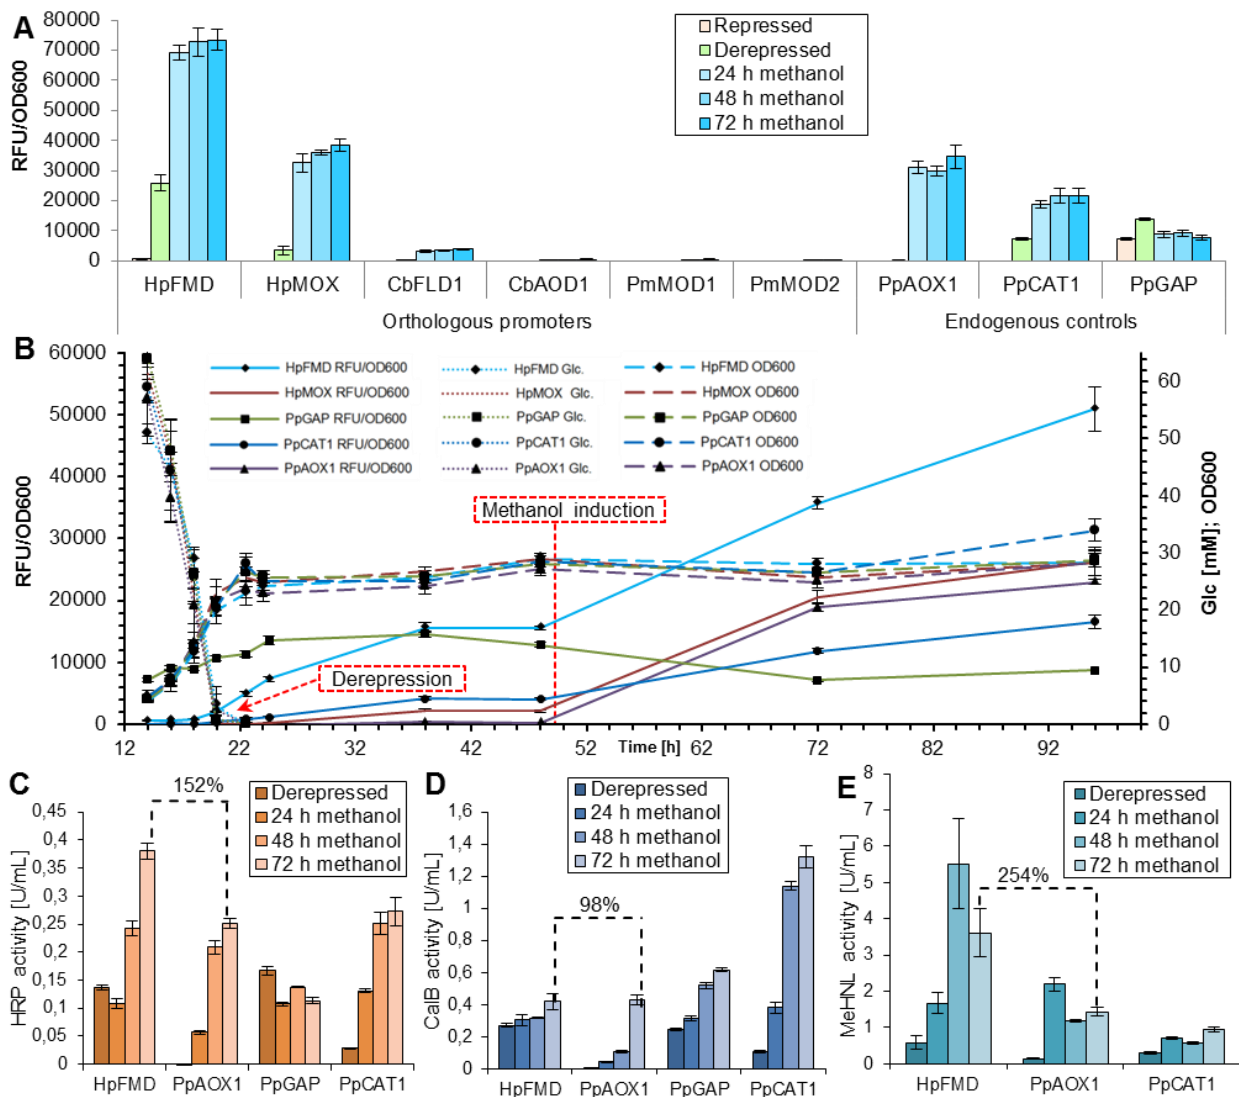 A
RFU/OD600
80000
70000
60000
50000
40000
30000
20000
10000
0
Repressed
Derepressed
24 h methanol
48 h methanol
72 h methanol
HpFMD HpMOX CbFLD1 CbAOD1 PmMOD1 PmMOD2 PpAOX1 PpCAT1 PpGAP
Orthologous promoters Endogenous controls
B
RFU/OD600
60000
50000
40000
30000
20000
10000
0
HpFMD RFU/OD600 HpFMD Glc. HpFMD OD600
HpMOX RFU/OD600 HpMOX Glc. HpMOX OD600
PpGAP RFU/OD600 PpGAP Glc. PpGAP OD600
PpCAT1 RFU/OD600 PpCAT1 Glc. PpCAT1 OD600
PpAOX1 RFU/OD600 PpAOX1 Glc. PpAOX1 OD600
Methanol induction
Derepression
60
50
40
30
20
10
0
Glc [mM]; OD600
12 22 32 42 52 62 72 82 92
Time [h]
C
HRP activity [U/mL]
0,45
0,4
0,35
0,3
0,25
0,2
0,15
0,1
0,05
0
152%
Derepressed
24 h methanol
48 h methanol
72 h methanol
HpFMD PpAOX1 PpGAP PpCAT1
D
CalB activity [U/mL]
1,6
1,4
1,2
1
0,8
0,6
0,4
0,2
0
98%
Derepressed
24 h methanol
48 h methanol
72 h methanol
HpFMD PpAOX1 PpGAP PpCAT1
E
MeHNL activity [U/mL]
8
7
6
5
4
3
2
1
0
254%
Derepressed
24 h methanol
48 h methanol
72 h methanol
HpFMD PpAOX1 PpCAT1